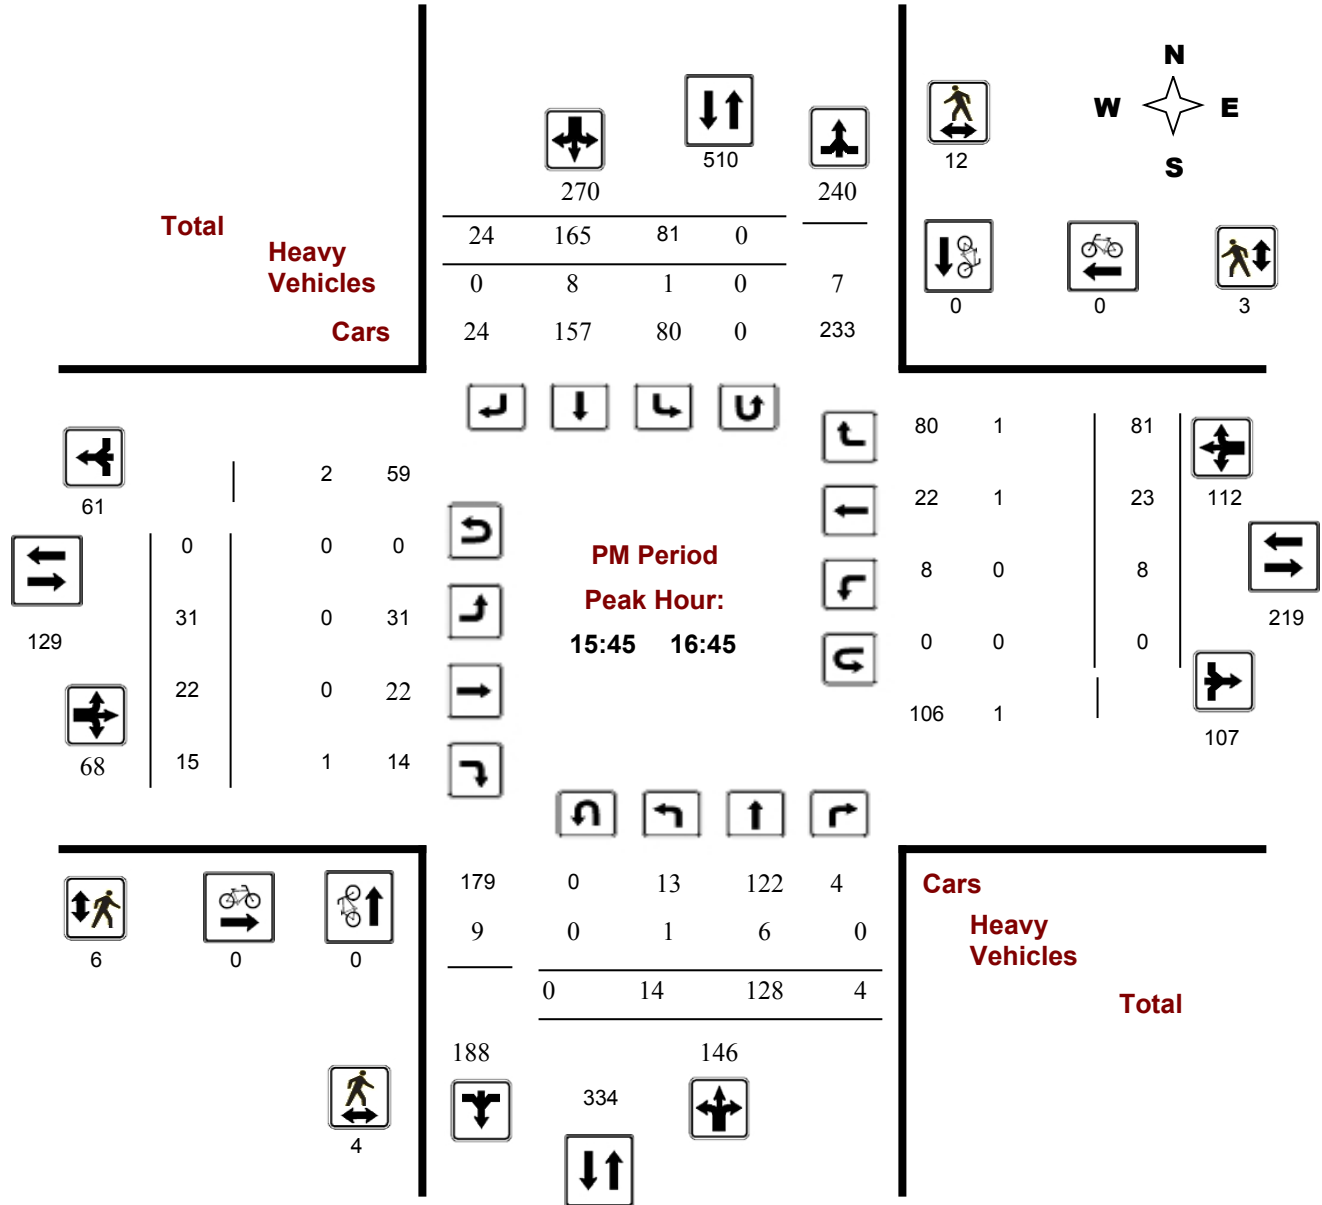 N
W E
S
510
12
270 240
Total
24 165 81 0
Heavy
Vehicles
0 8 1 0 7
0 0 3
Cars
24 157 80 0 233
80 1 81
2 59
61
22 1 23 112
0 0 0
PM Period
8 0 8
Peak Hour:
31 0 31
219
129
15:45 16:45
0 0 0
22 0 22
106 1
107
68 15 1 14
179 0 13 122 4
Cars
9 0 1 6 0
Heavy
Vehicles
6 0 0
0 14 128 4
Total
188 146
334
4